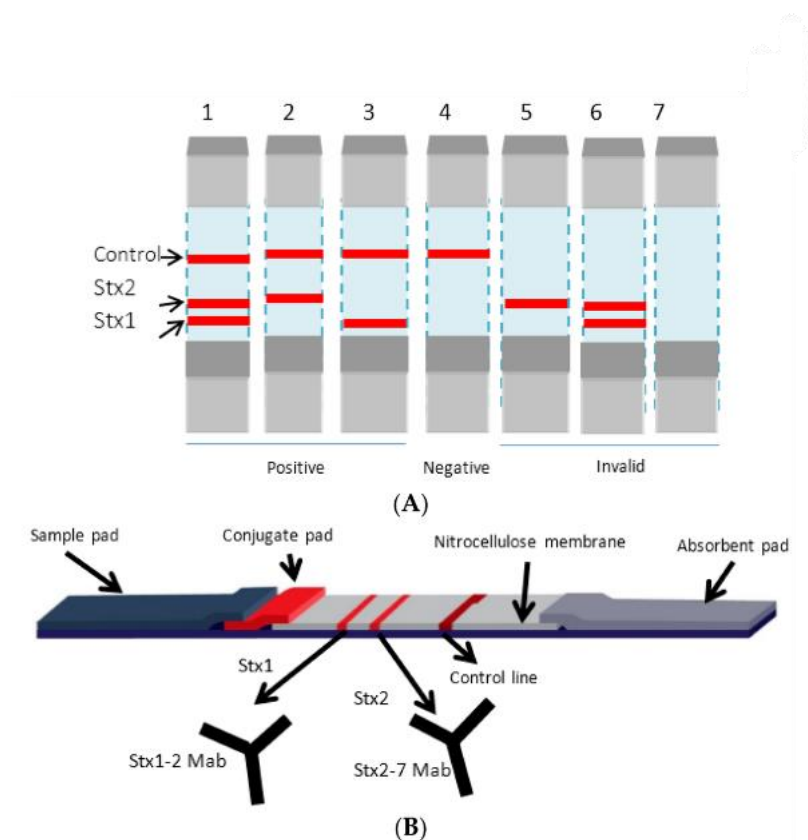 1 2 3 4 5 6 7
Control
Stx2
Stx1
Positive Negative Invalid
(A)
Sample pad
Conjugate pad
Nitrocellulose membrane
Absorbent pad
Stx1
Stx2
Control line
Stx1-2 Mab
Stx2-7 Mab
(B)